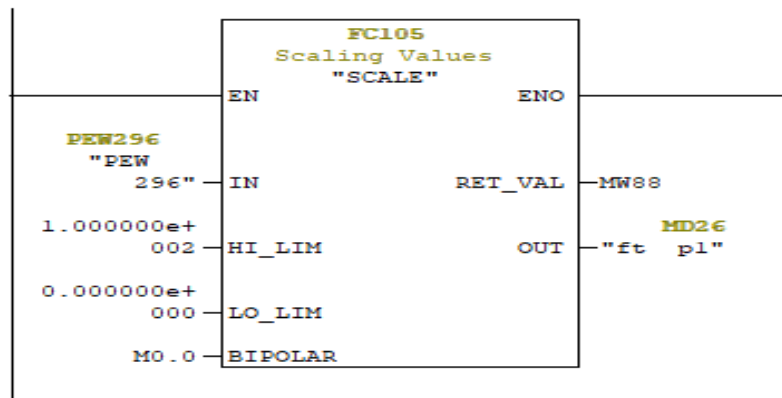 FC105
Scaling Values
"SCALE"
EN ENO
PEW296
"PEW
296" IN RET_VAL MW88
1.000000e+ MD26
002 HI_LIM OUT "ft pl"
0.000000e+
000 LO_LIM
M0.0 BIPOLAR